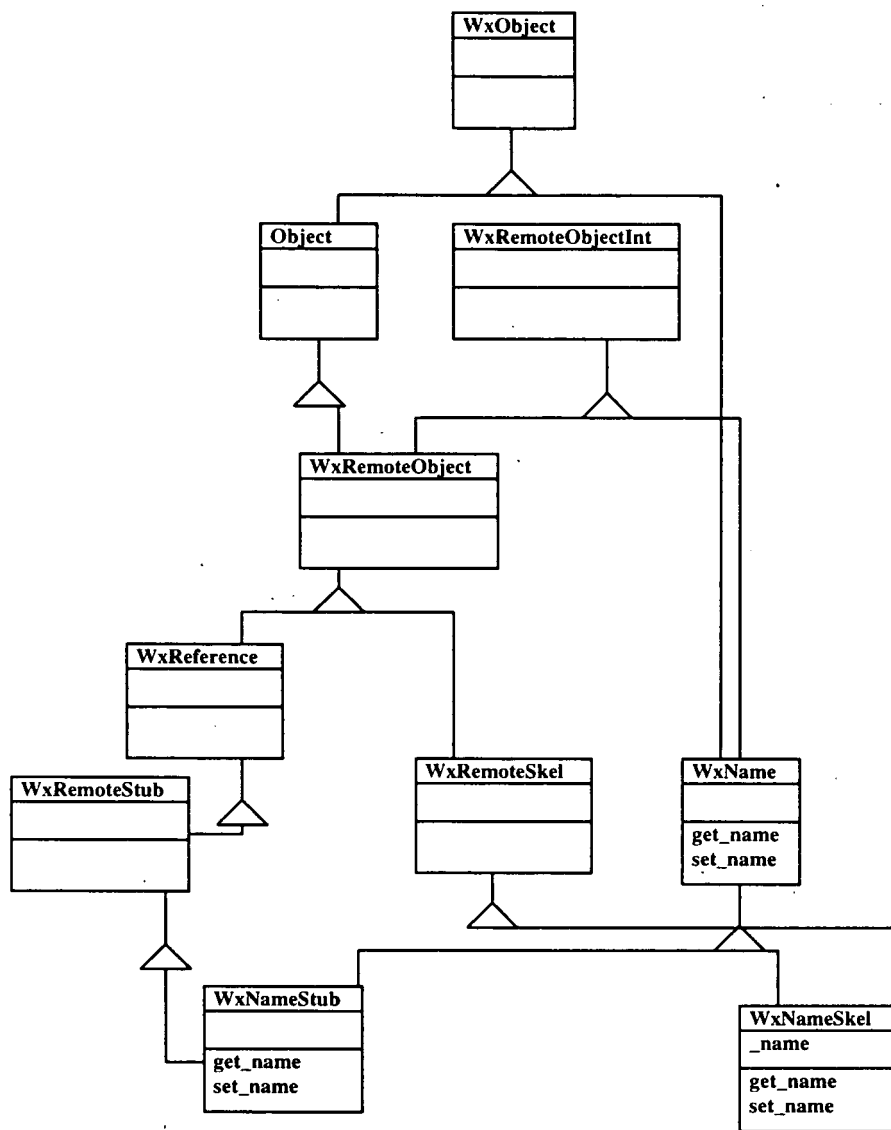 WxObject
Object
WxRemoteObjectInt
WxRemoteObject
WxReference
WxRemoteSkel
WxName
get_name
set_name
WxRemoteStub
WxNameStub
get_name
set_name
WxNameSkel
_name
get_name
set_name